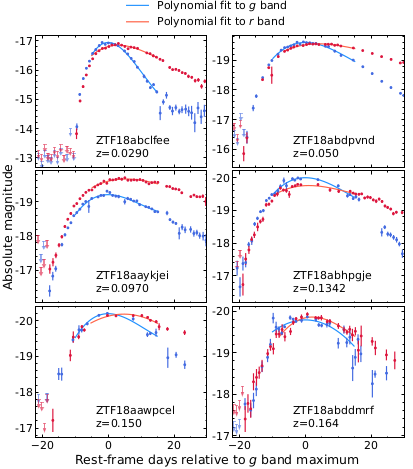 Polynomial fit to g band
Polynomial fit to r band
Absolute magnitude
-17
-16
-15
-14
-13
ZTF18abclfee
z=0.0290
-19
-18
-17
-16
ZTF18abdpvnd
z=0.050
-19
-18
-17
ZTF18aaykjei
z=0.0970
-20
-19
-18
-17
ZTF18abhpgje
z=0.1342
-20
-19
-18
-17
ZTF18aawpcel
z=0.150
-20
-19
-18
-17
ZTF18abddmrf
z=0.164
−20 0 20
−20 0 20
Rest-frame days relative to g band maximum